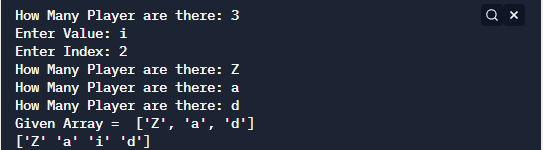 How Many Player are there: 3
Enter Value: i
Enter Index: 2
How Many Player are there: Z
How Many Player are there: a
How Many Player are there: d
Given Array =  ['Z', 'a', 'd']
['Z' 'a' 'i' 'd']